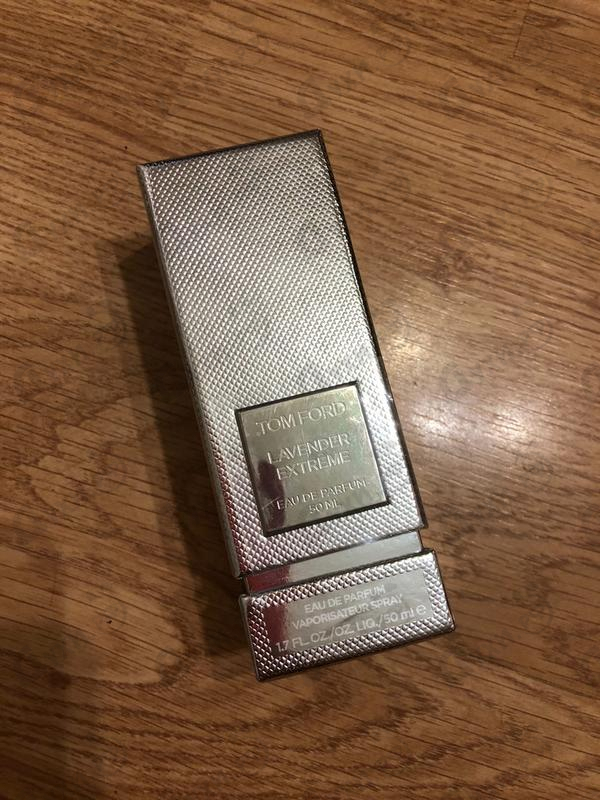 TOM FORD
LAVENDER
EXTRÊME
EAU DE PARFUM
50 ML
EAU DE PARFUM
VAPORISATEUR SPRAY
1.7 FL.OZ./OZ. LIQ./50 ml ℮